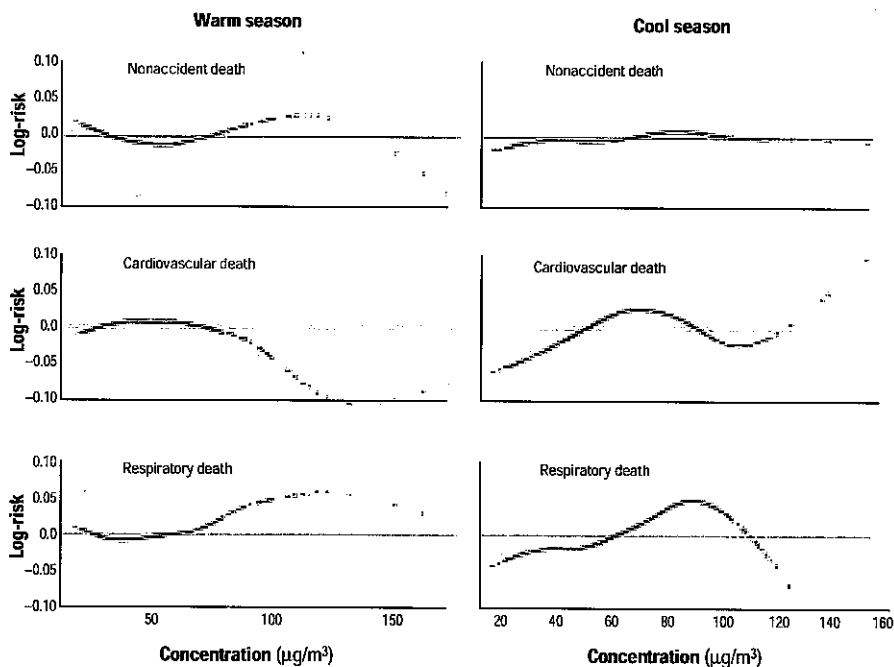 Warm season
Cool season
Nonaccident death
Nonaccident death
Log-risk
0.10
0.05
0.0
−0.05
−0.10
Cardiovascular death
Cardiovascular death
Log-risk
0.10
0.05
0.0
−0.05
−0.10
Respiratory death
Respiratory death
Log-risk
0.10
0.05
0.0
−0.05
−0.10
50 100 150
20 40 60 80 100 120 140 160
Concentration (µg/m³)
Concentration (µg/m³)